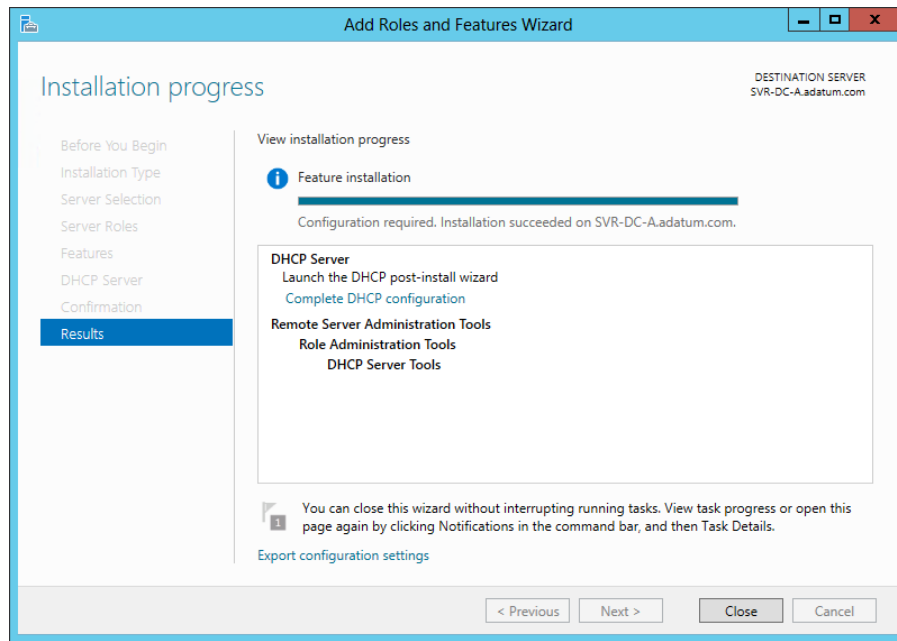 Add Roles and Features Wizard
Installation progress
DESTINATION SERVER
SVR-DC-A.adatum.com
Before You Begin
Installation Type
Server Selection
Server Roles
Features
DHCP Server
Confirmation
Results
View installation progress
Feature installation
Configuration required. Installation succeeded on SVR-DC-A.adatum.com.
DHCP Server
Launch the DHCP post-install wizard
Complete DHCP configuration
Remote Server Administration Tools
Role Administration Tools
DHCP Server Tools
1
You can close this wizard without interrupting running tasks. View task progress or open this
page again by clicking Notifications in the command bar, and then Task Details.
Export configuration settings
< Previous
Next >
Close
Cancel